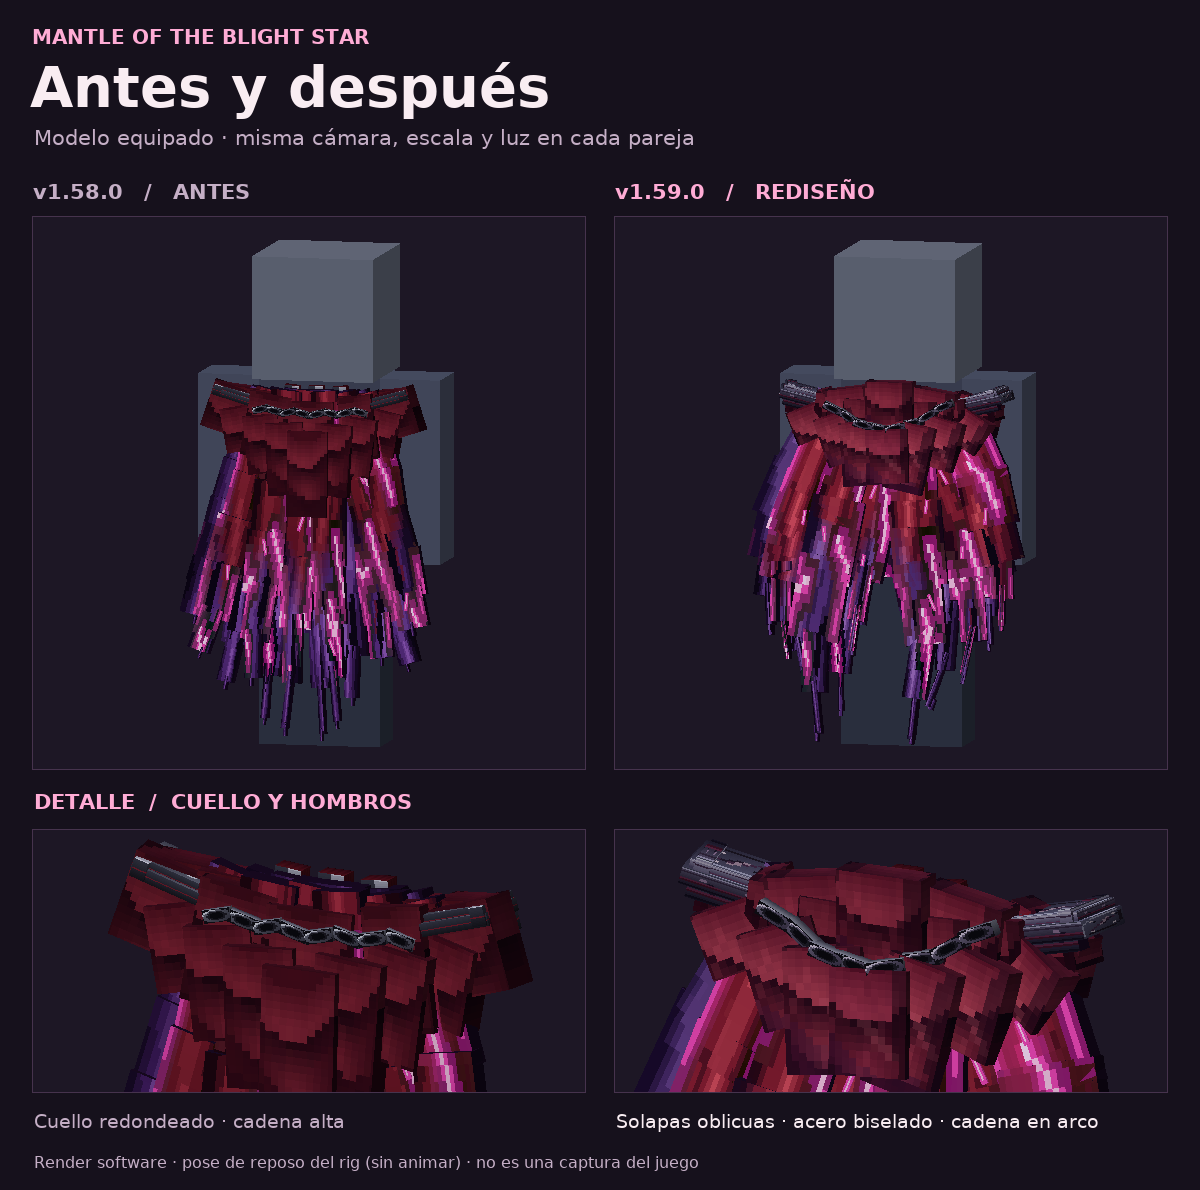 MANTLE OF THE BLIGHT STAR
Antes y después
Modelo equipado · misma cámara, escala y luz en cada pareja
v1.58.0 / ANTES
v1.59.0 / REDISEÑO
DETALLE / CUELLO Y HOMBROS
Cuello redondeado · cadena alta
Solapas oblicuas · acero biselado · cadena en arco
Render software · pose de reposo del rig (sin animar) · no es una captura del juego